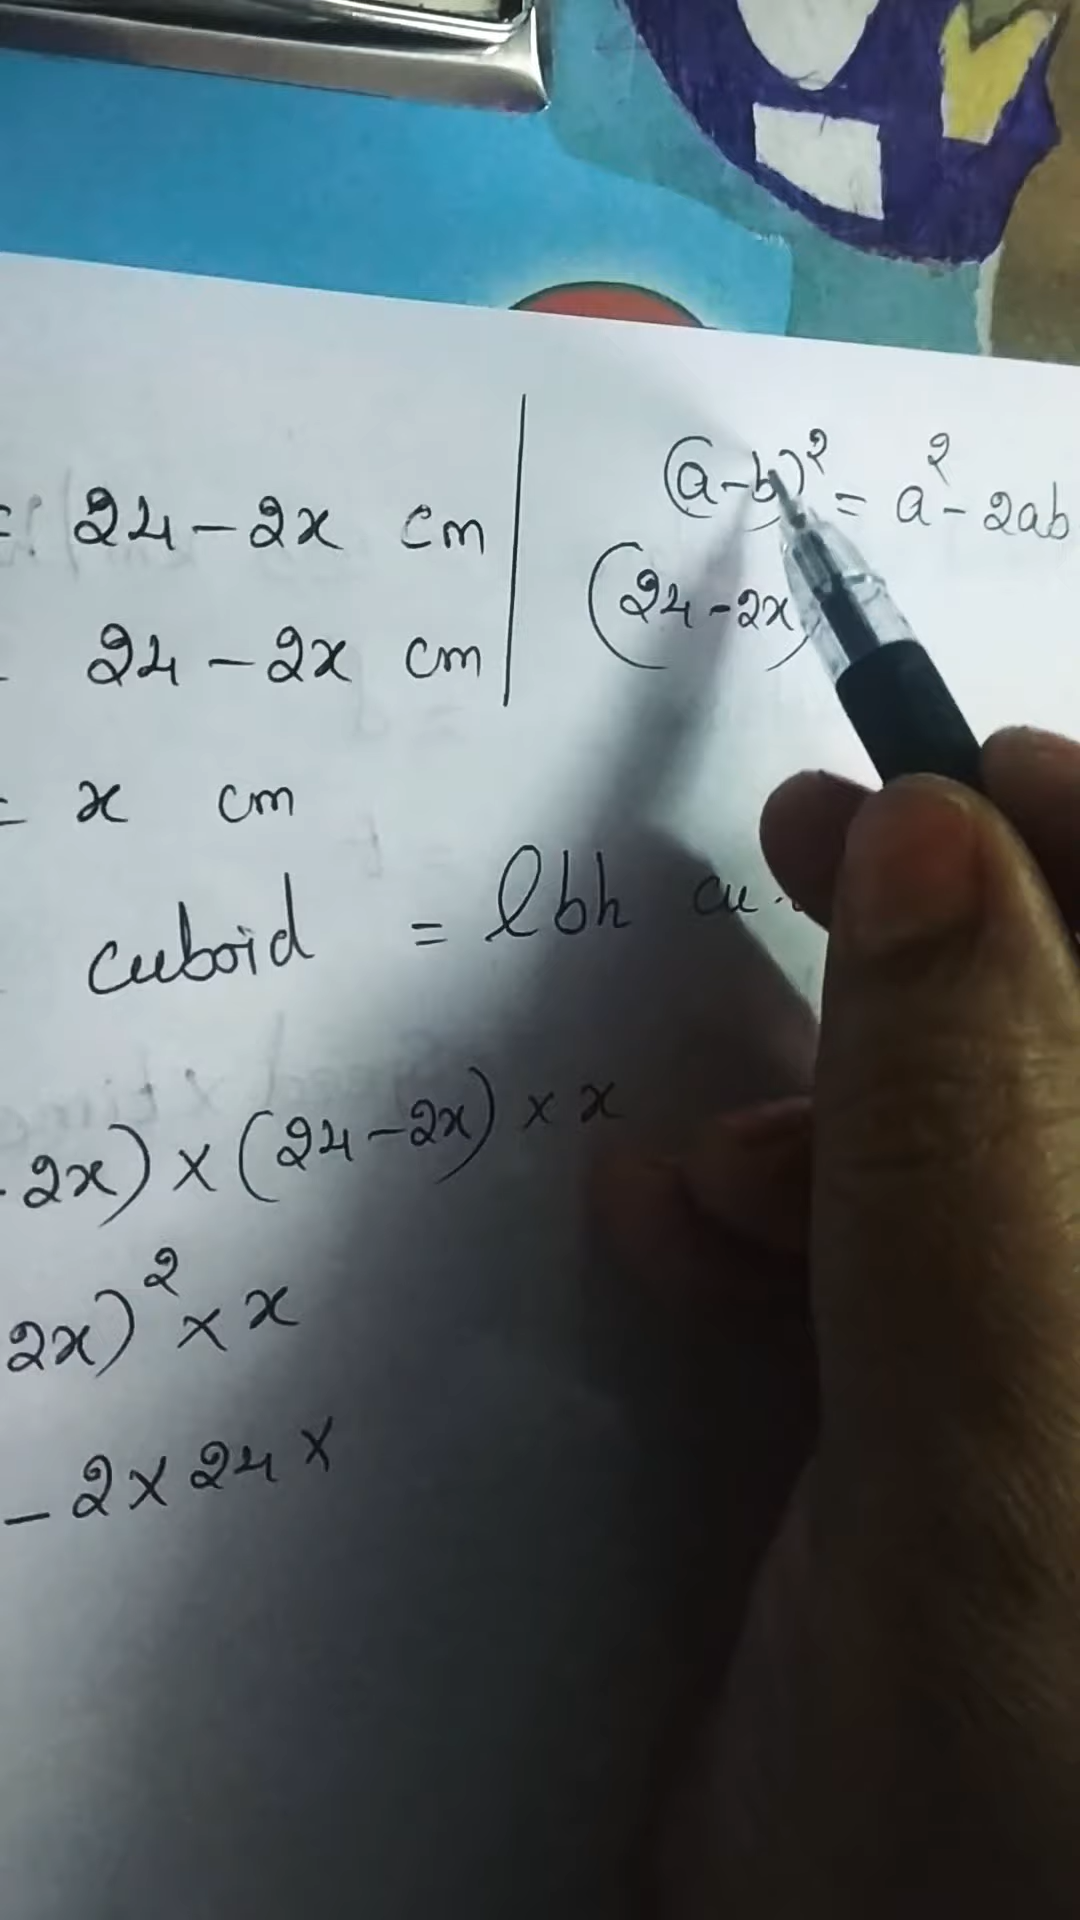 = 24 - 2x cm
24 - 2x cm
= x cm
cuboid = lbh cu.
2x) × (24 - 2x) × x
2x)² × x
- 2 × 24 ×
(a-b)² = a² - 2ab
(24 - 2x)